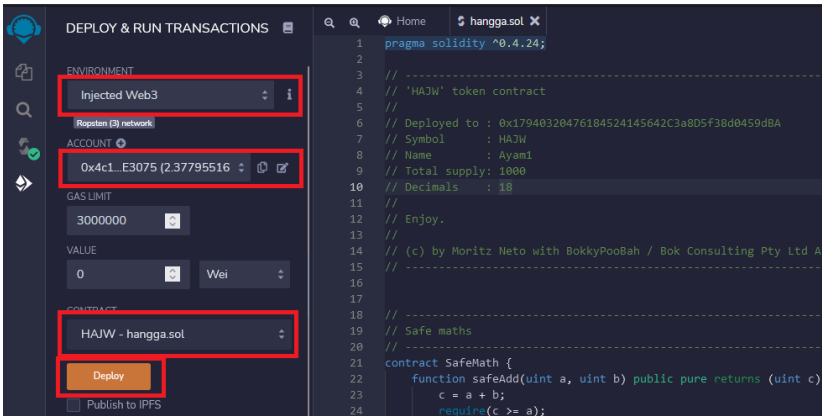 DEPLOY & RUN TRANSACTIONS
ENVIRONMENT
Injected Web3
i
Ropsten (3) network
ACCOUNT
0x4c1...E3075 (2.37795516
GAS LIMIT
3000000
VALUE
0
Wei
CONTRACT
HAJW - hangga.sol
Deploy
Publish to IPFS
Home
hangga.sol
1 pragma solidity ^0.4.24;
2
3 // ----------------------------------------------------------------
4 // 'HAJW' token contract
5 //
6 // Deployed to : 0x17940320476184524145642C3a8D5f38d0459dBA
7 // Symbol      : HAJW
8 // Name        : Ayam1
9 // Total supply: 1000
10 // Decimals    : 18
11 //
12 // Enjoy.
13 //
14 // (c) by Moritz Neto with BokkyPooBah / Bok Consulting Pty Ltd A
15 // ----------------------------------------------------------------
16
17
18 // ----------------------------------------------------------------
19 // Safe maths
20 // ----------------------------------------------------------------
21 contract SafeMath {
22 function safeAdd(uint a, uint b) public pure returns (uint c)
23 c = a + b;
24 require(c >= a);